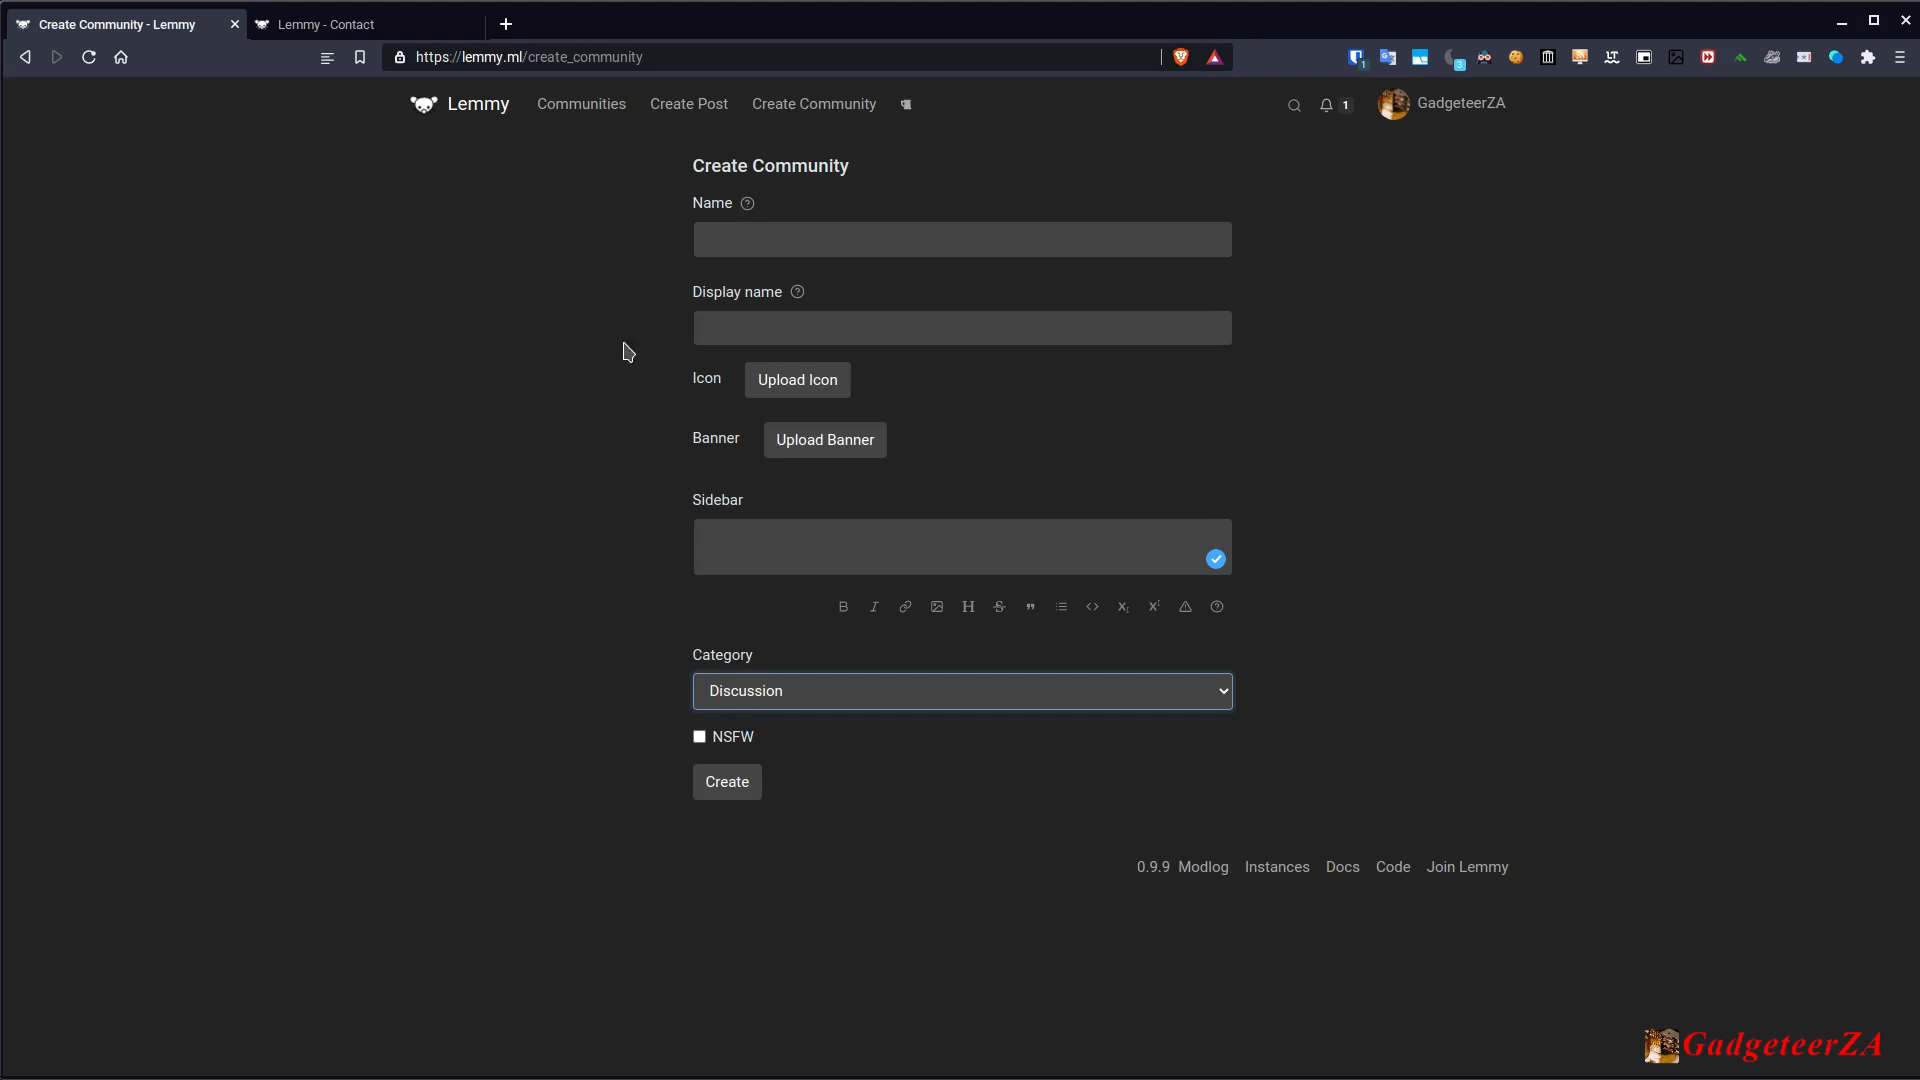 Create Community - Lemmy
Lemmy - Contact
https://lemmy.ml/create_community
1
3
Lemmy Communities Create Post Create Community
1
GadgeteerZA
Create Community
Name
Display name
Icon Upload Icon
Banner Upload Banner
Sidebar
Category
Discussion
NSFW
Create
0.9.9 Modlog Instances Docs Code Join Lemmy
GadgeteerZA